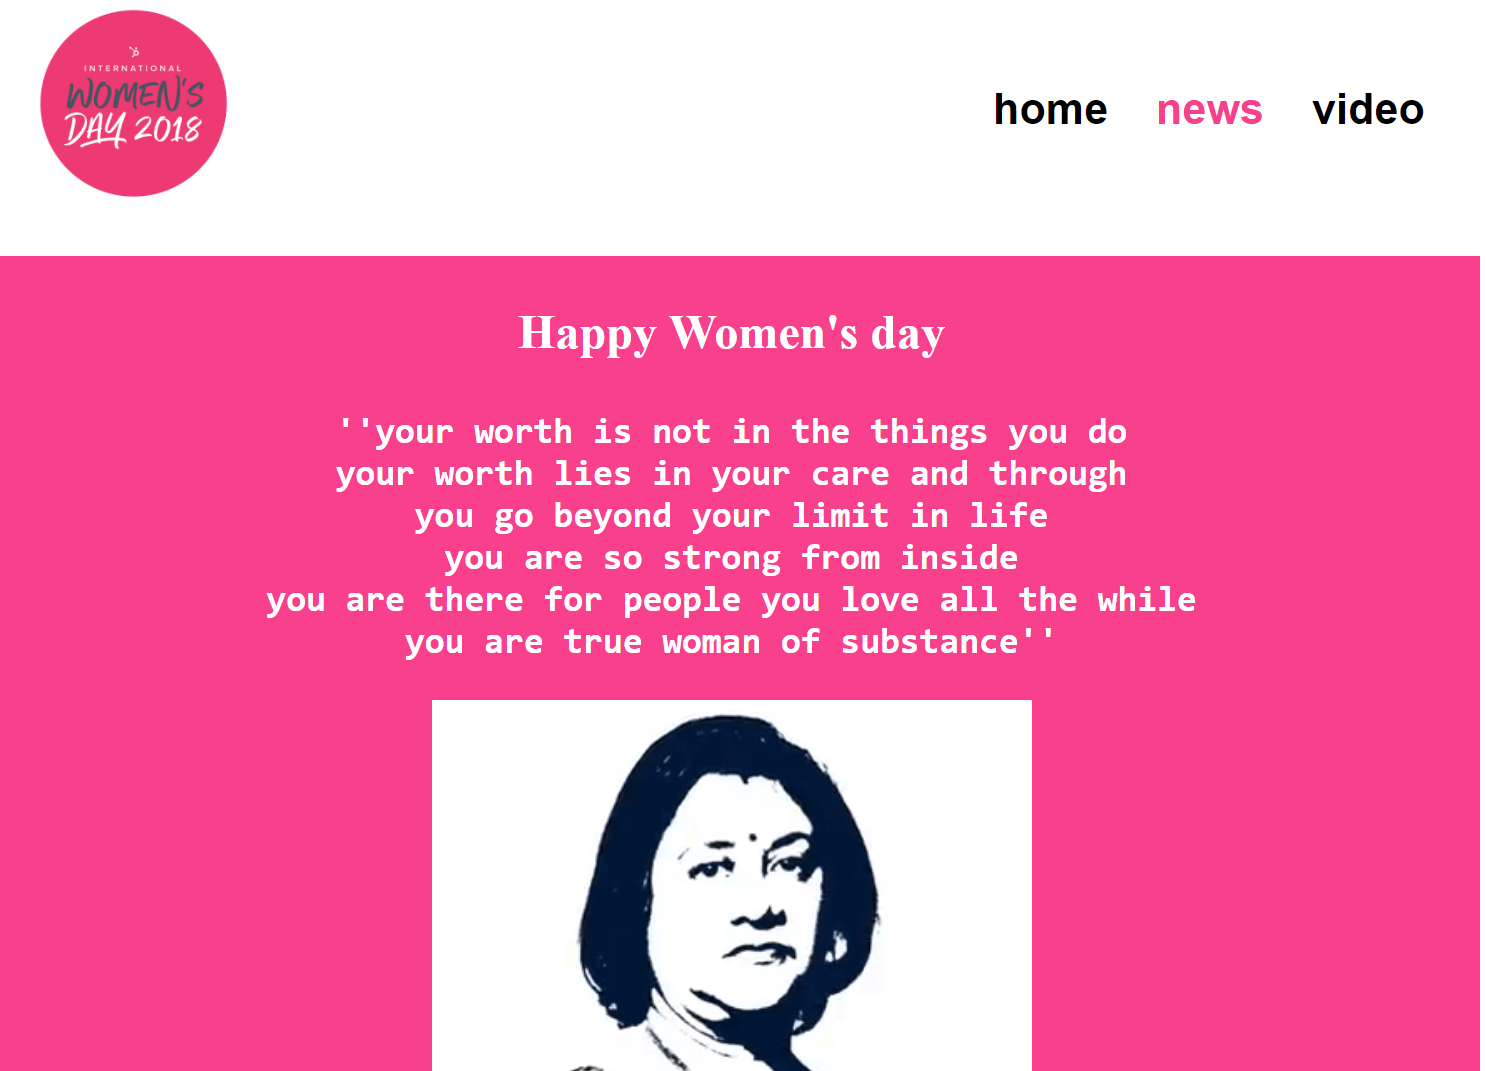 INTERNATIONAL
WOMEN'S
DAY 2018
home news video
Happy Women's day
''your worth is not in the things you do
your worth lies in your care and through
you go beyond your limit in life
you are so strong from inside
you are there for people you love all the while
you are true woman of substance''